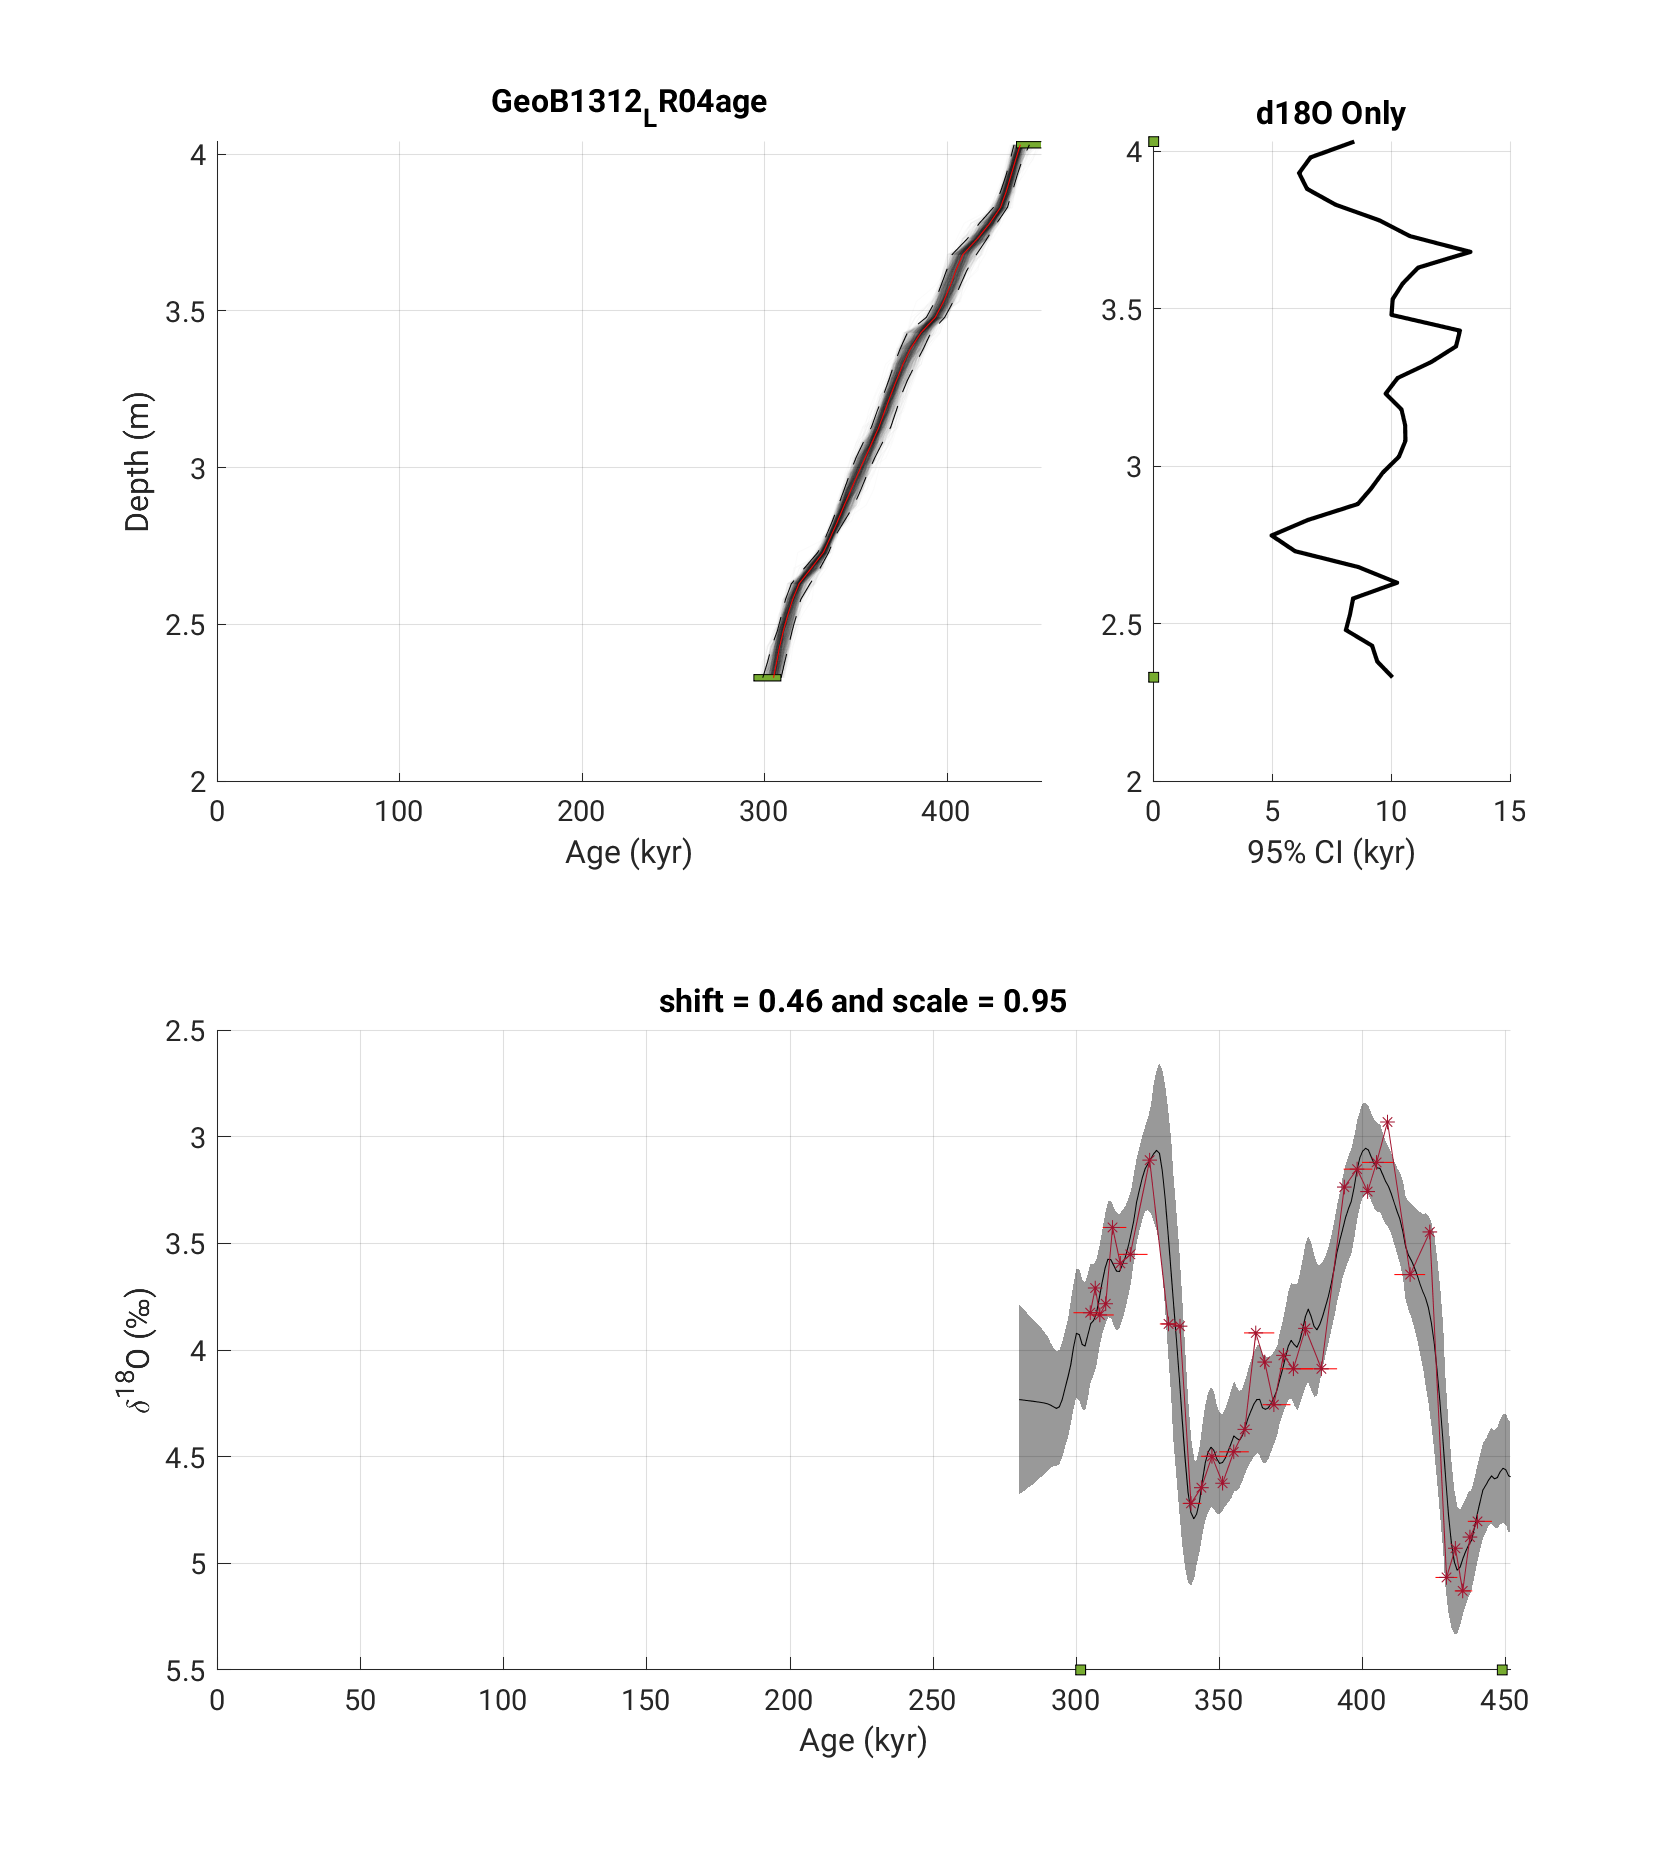 GeoB1312LR04age
d18O Only
4
3.5
3
2.5
2
Depth (m)
0 100 200 300 400
Age (kyr)
4
3.5
3
2.5
2
0 5 10 15
95% CI (kyr)
shift = 0.46 and scale = 0.95
2.5
3
3.5
4
4.5
5
5.5
δ18O (‰)
0 50 100 150 200 250 300 350 400 450
Age (kyr)